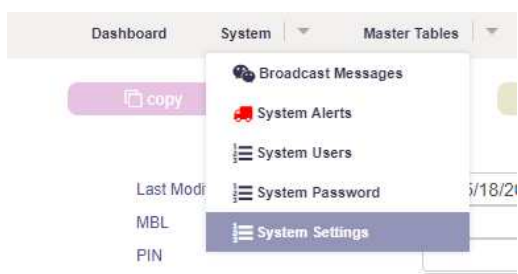 Dashboard System Master Tables
Broadcast Messages
copy
System Alerts
System Users
Last Modi System Password 5/18/20
MBL
System Settings
PIN